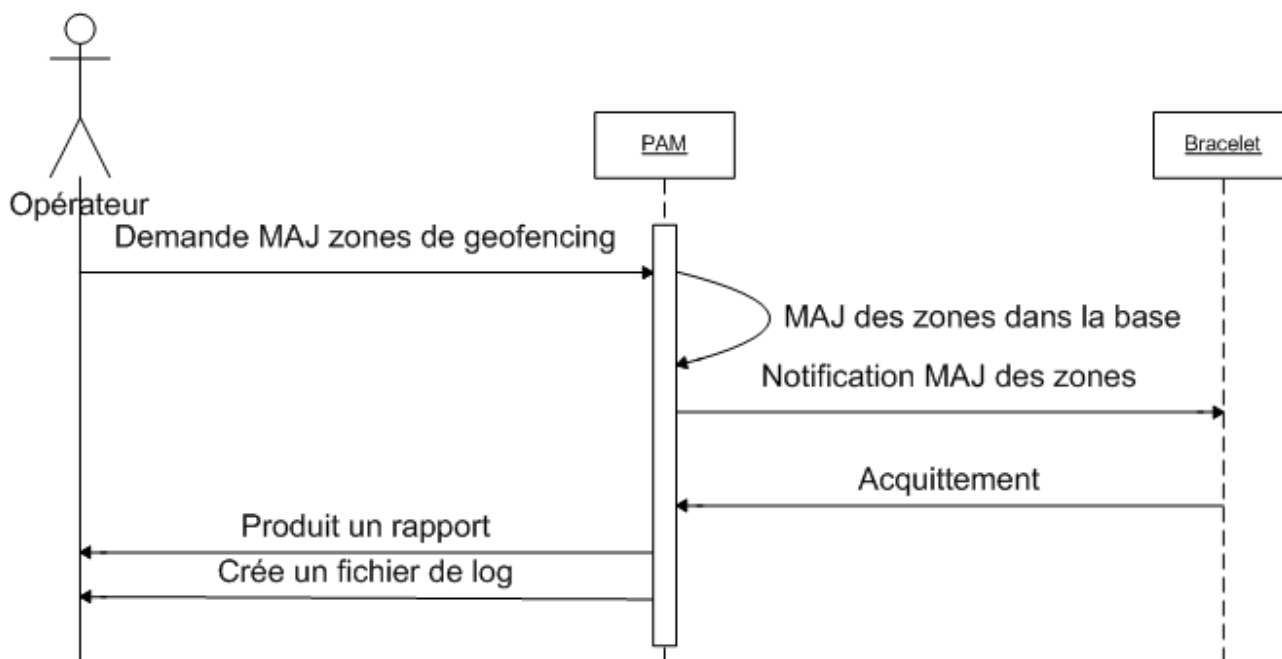 PAM
Bracelet
Opérateur
Demande MAJ zones de geofencing
MAJ des zones dans la base
Notification MAJ des zones
Acquittement
Produit un rapport
Crée un fichier de log